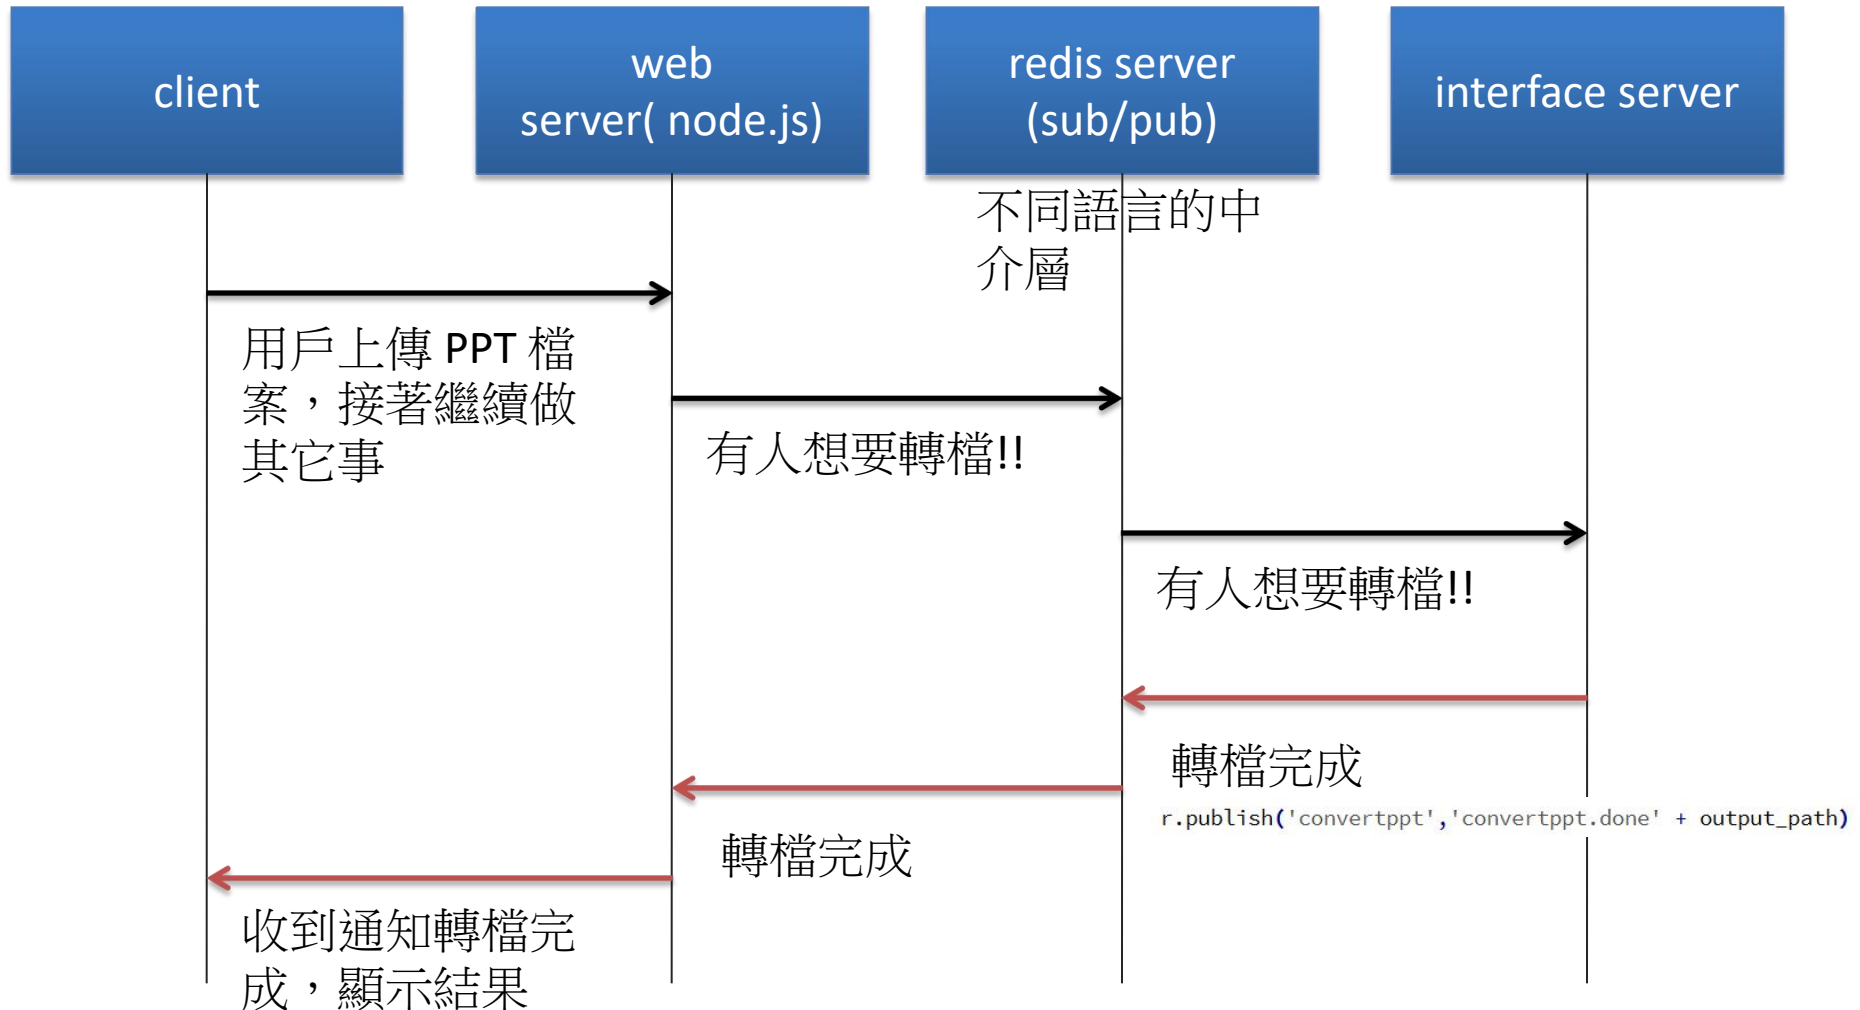 client
web
server( node.js)
redis server
(sub/pub)
interface server
不同語言的中
介層
用戶上傳 PPT 檔
案，接著繼續做
其它事
有人想要轉檔!!
有人想要轉檔!!
轉檔完成
r.publish('convertppt','convertppt.done' + output_path)
轉檔完成
收到通知轉檔完
成，顯示結果